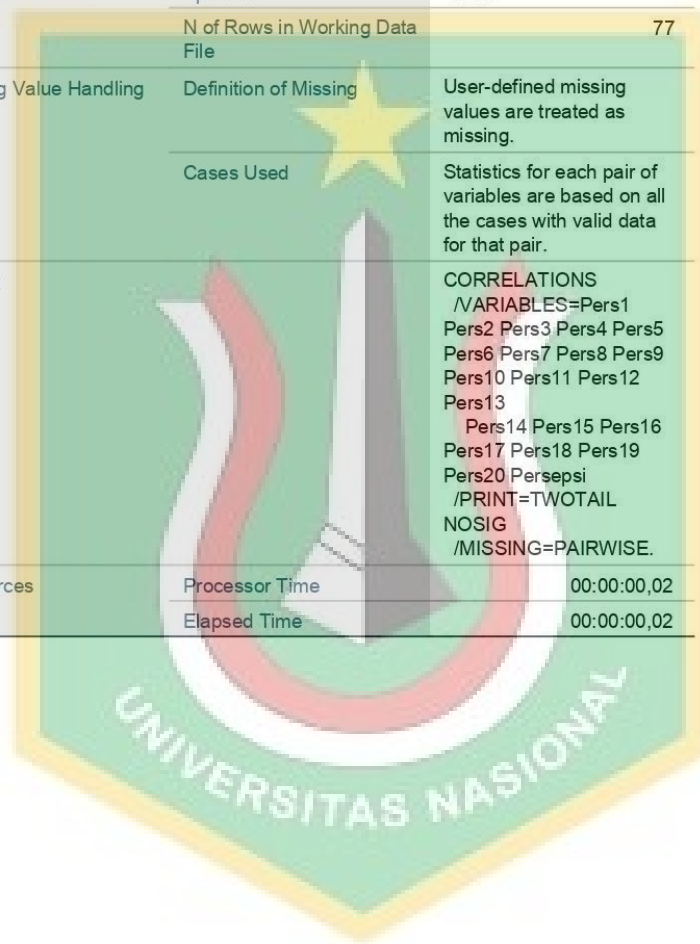 N of Rows in Working Data 77
File
g Value Handling Definition of Missing User-defined missing
values are treated as
missing.
Cases Used Statistics for each pair of
variables are based on all
the cases with valid data
for that pair.
CORRELATIONS
/VARIABLES=Pers1
Pers2 Pers3 Pers4 Pers5
Pers6 Pers7 Pers8 Pers9
Pers10 Pers11 Pers12
Pers13
Pers14 Pers15 Pers16
Pers17 Pers18 Pers19
Pers20 Persepsi
/PRINT=TWOTAIL
NOSIG
/MISSING=PAIRWISE.
rces Processor Time 00:00:00,02
Elapsed Time 00:00:00,02
UNIVERSITAS NASIONAL